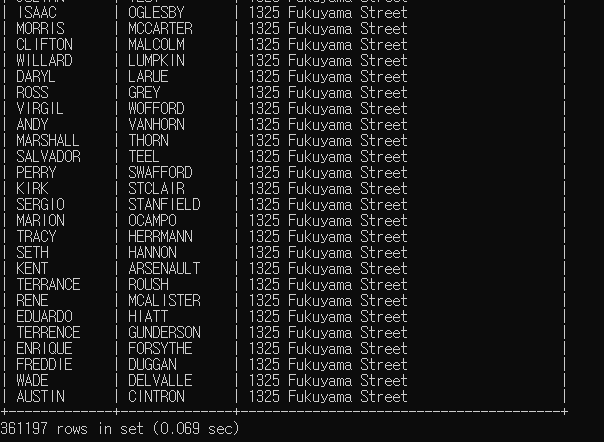 | ISAAC | OGLESBY | 1325 Fukuyama Street |
| MORRIS | MCCARTER | 1325 Fukuyama Street |
| CLIFTON | MALCOLM | 1325 Fukuyama Street |
| WILLARD | LUMPKIN | 1325 Fukuyama Street |
| DARYL | LARUE | 1325 Fukuyama Street |
| ROSS | GREY | 1325 Fukuyama Street |
| VIRGIL | WOFFORD | 1325 Fukuyama Street |
| ANDY | VANHORN | 1325 Fukuyama Street |
| MARSHALL | THORN | 1325 Fukuyama Street |
| SALVADOR | TEEL | 1325 Fukuyama Street |
| PERRY | SWAFFORD | 1325 Fukuyama Street |
| KIRK | STCLAIR | 1325 Fukuyama Street |
| SERGIO | STANFIELD | 1325 Fukuyama Street |
| MARION | OCAMPO | 1325 Fukuyama Street |
| TRACY | HERRMANN | 1325 Fukuyama Street |
| SETH | HANNON | 1325 Fukuyama Street |
| KENT | ARSENAULT | 1325 Fukuyama Street |
| TERRANCE | ROUSH | 1325 Fukuyama Street |
| RENE | MCALISTER | 1325 Fukuyama Street |
| EDUARDO | HIATT | 1325 Fukuyama Street |
| TERRENCE | GUNDERSON | 1325 Fukuyama Street |
| ENRIQUE | FORSYTHE | 1325 Fukuyama Street |
| FREDDIE | DUGGAN | 1325 Fukuyama Street |
| WADE | DELVALLE | 1325 Fukuyama Street |
| AUSTIN | CINTRON | 1325 Fukuyama Street |
+-------------+--------------+----------------------------------------+
361197 rows in set (0.069 sec)